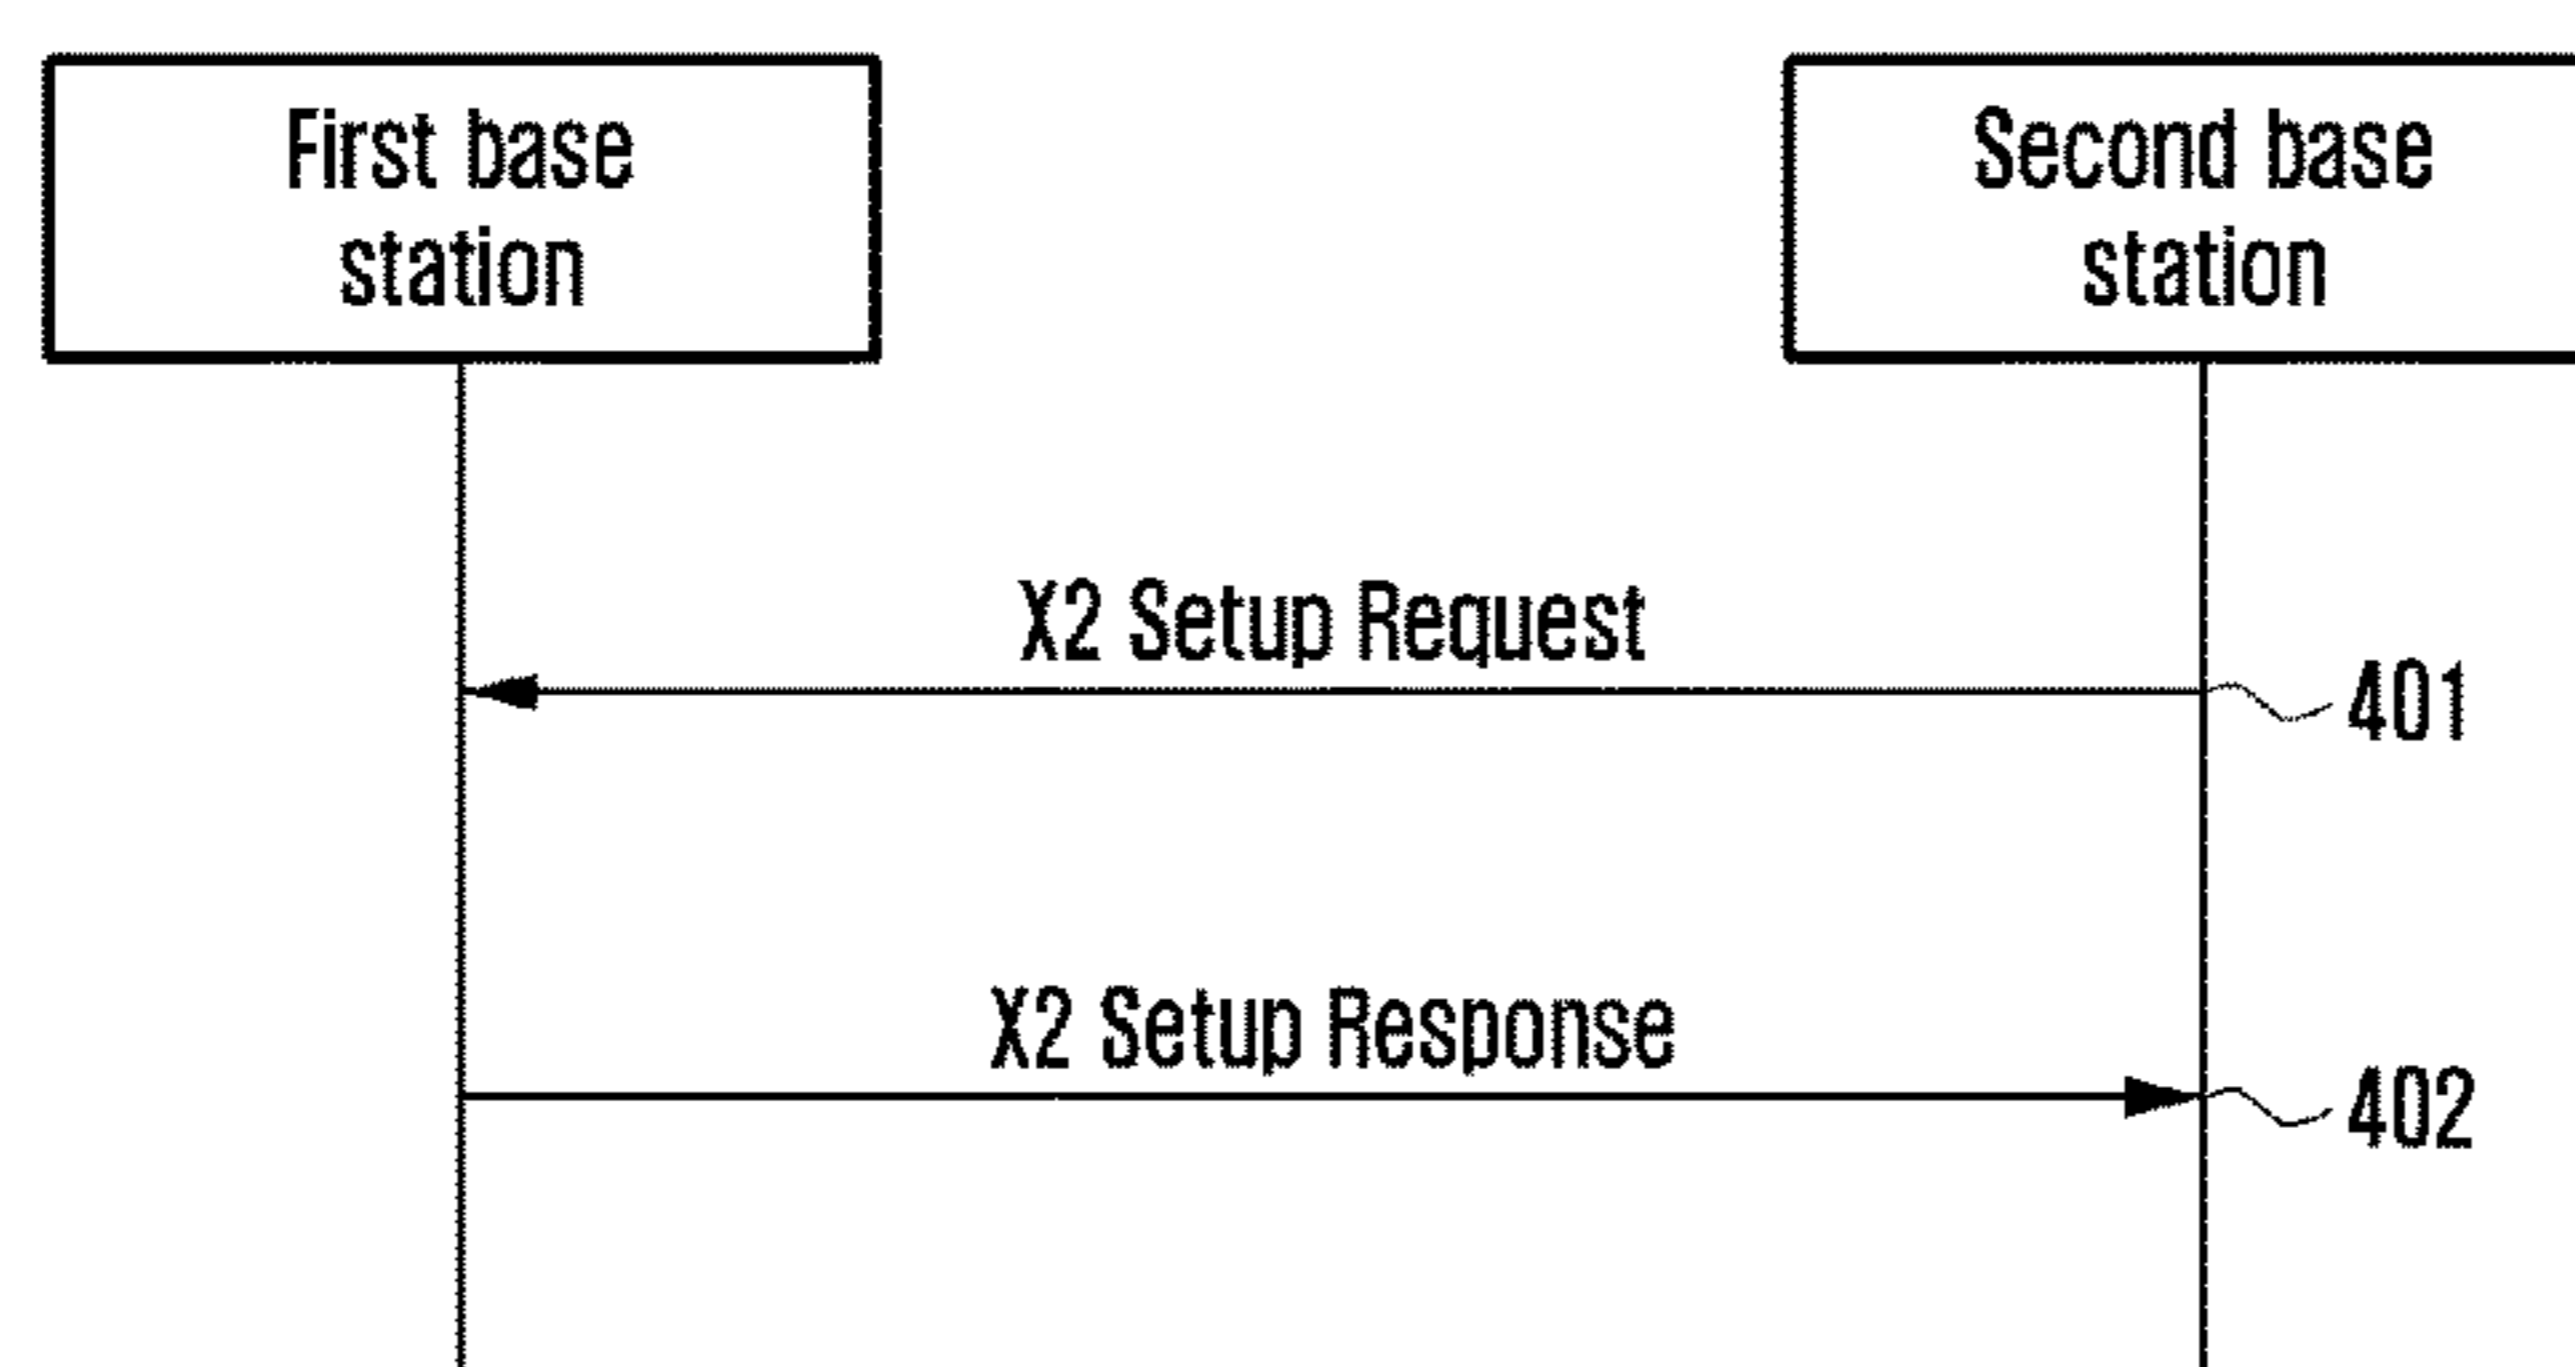 First base
station
Second base
station
X2 Setup Request
401
X2 Setup Response
402